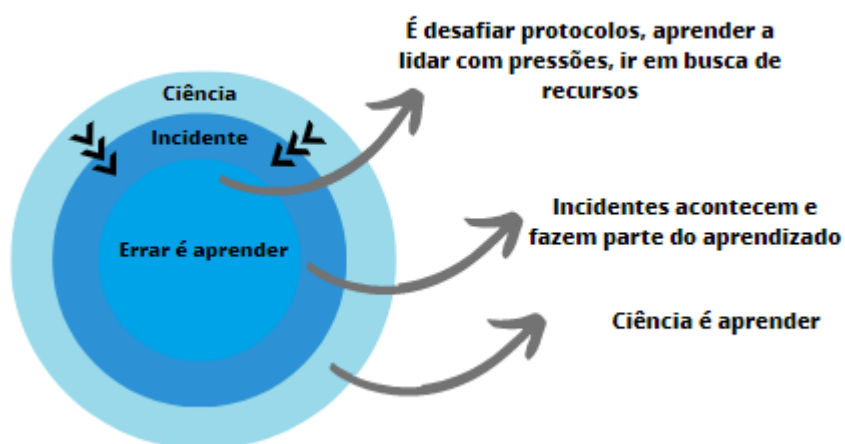 É desafiar protocolos, aprender a
lidar com pressões, ir em busca de
recursos
Ciência
Incidente
Errar é aprender
Incidentes acontecem e
fazem parte do aprendizado
Ciência é aprender